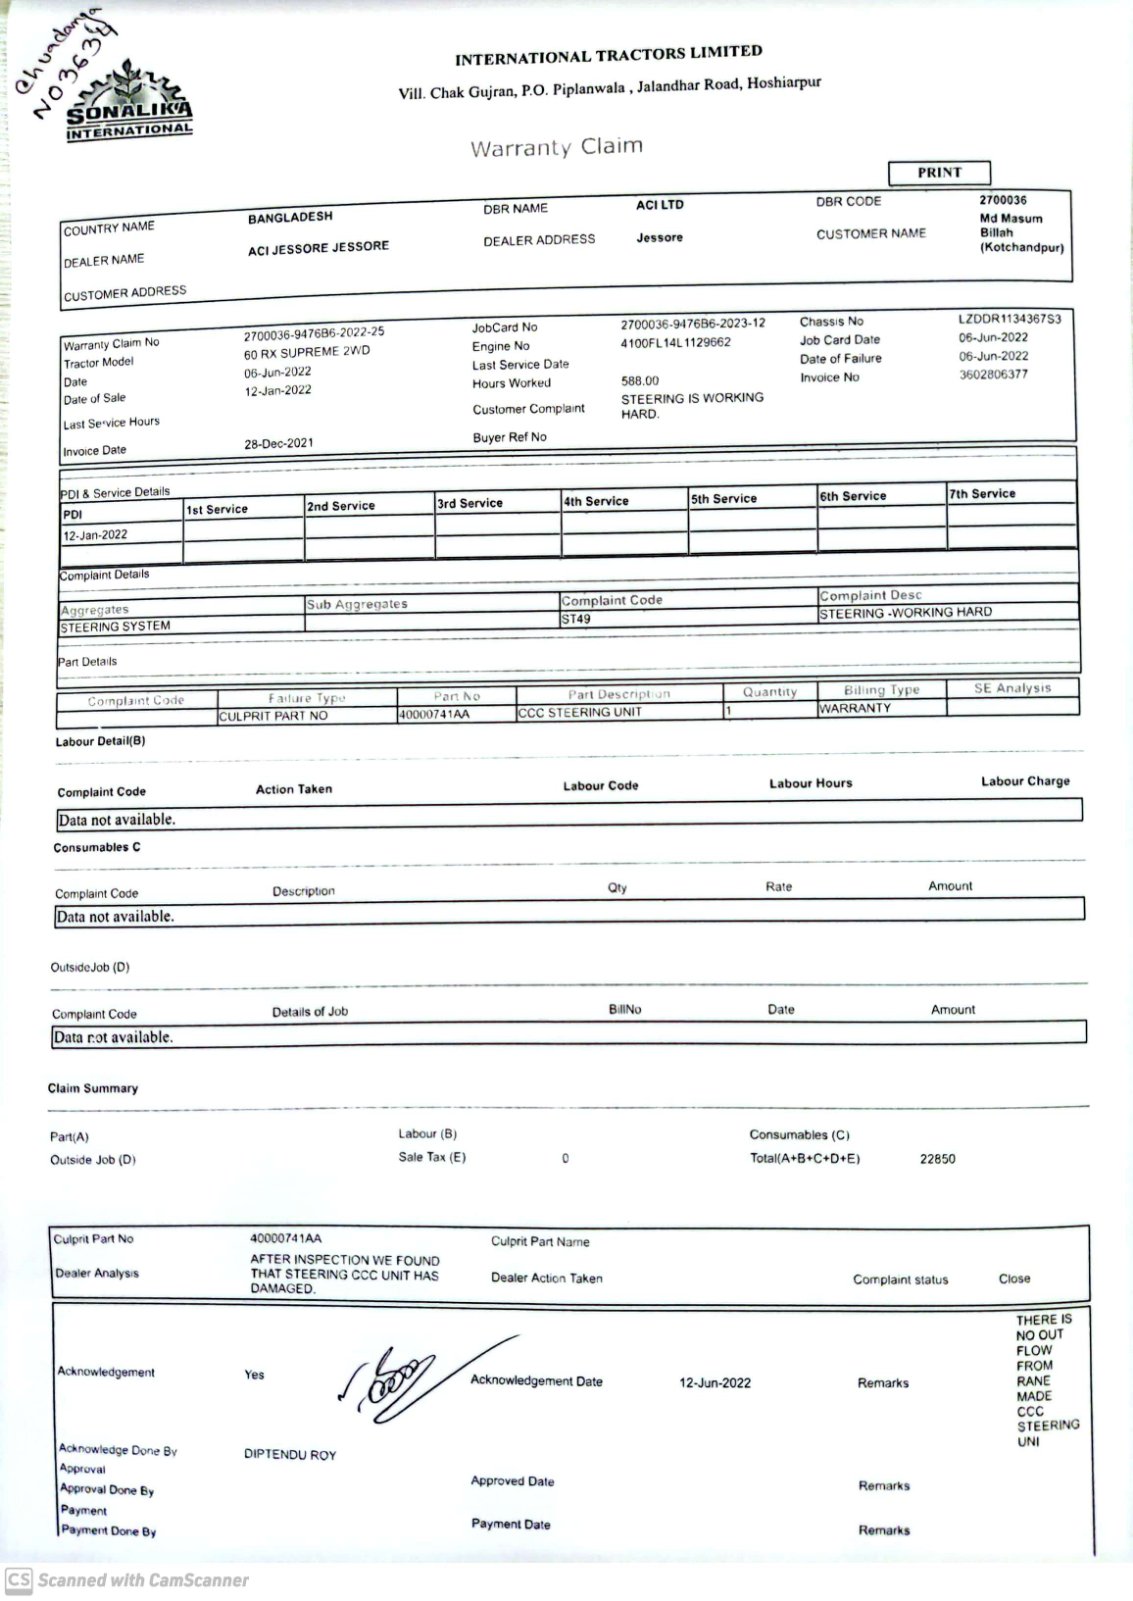 Chuadanga
NO3634
SONALIKA
INTERNATIONAL
INTERNATIONAL TRACTORS LIMITED
Vill. Chak Gujran, P.O. Piplanwala , Jalandhar Road, Hoshiarpur
Warranty Claim
PRINT
COUNTRY NAME BANGLADESH DBR NAME ACI LTD DBR CODE 2700036
DEALER NAME ACI JESSORE JESSORE DEALER ADDRESS Jessore CUSTOMER NAME Md Masum
Billah
(Kotchandpur)
CUSTOMER ADDRESS
Warranty Claim No 2700036-9476B6-2022-25 JobCard No 2700036-9476B6-2023-12 Chassis No LZDDR1134367S3
Tractor Model 60 RX SUPREME 2WD Engine No 4100FL14L1129662 Job Card Date 06-Jun-2022
Date 06-Jun-2022 Last Service Date Date of Failure 06-Jun-2022
Date of Sale 12-Jan-2022 Hours Worked 588.00 Invoice No 3602806377
Last Service Hours Customer Complaint STEERING IS WORKING
HARD.
Invoice Date 28-Dec-2021 Buyer Ref No
PDI & Service Details
PDI 1st Service 2nd Service 3rd Service 4th Service 5th Service 6th Service 7th Service
12-Jan-2022
Complaint Details
Aggregates Sub Aggregates Complaint Code Complaint Desc
STEERING SYSTEM ST49 STEERING -WORKING HARD
Part Details
Complaint Code Failure Type Part No Part Description Quantity Billing Type SE Analysis
CULPRIT PART NO 40000741AA CCC STEERING UNIT 1 WARRANTY
Labour Detail(B)
Complaint Code Action Taken Labour Code Labour Hours Labour Charge
Data not available.
Consumables C
Complaint Code Description Qty Rate Amount
Data not available.
OutsideJob (D)
Complaint Code Details of Job BillNo Date Amount
Data not available.
Claim Summary
Part(A) Labour (B) Consumables (C)
Outside Job (D) Sale Tax (E) 0 Total(A+B+C+D+E) 22850
Culprit Part No 40000741AA Culprit Part Name
Dealer Analysis AFTER INSPECTION WE FOUND
THAT STEERING CCC UNIT HAS
DAMAGED. Dealer Action Taken Complaint status Close
Acknowledgement Yes Acknowledgement Date 12-Jun-2022 Remarks THERE IS
NO OUT
FLOW
FROM
RANE
MADE
CCC
STEERING
UNI
Acknowledge Done By DIPTENDU ROY
Approval Approved Date Remarks
Approval Done By
Payment Payment Date Remarks
Payment Done By
CS Scanned with CamScanner